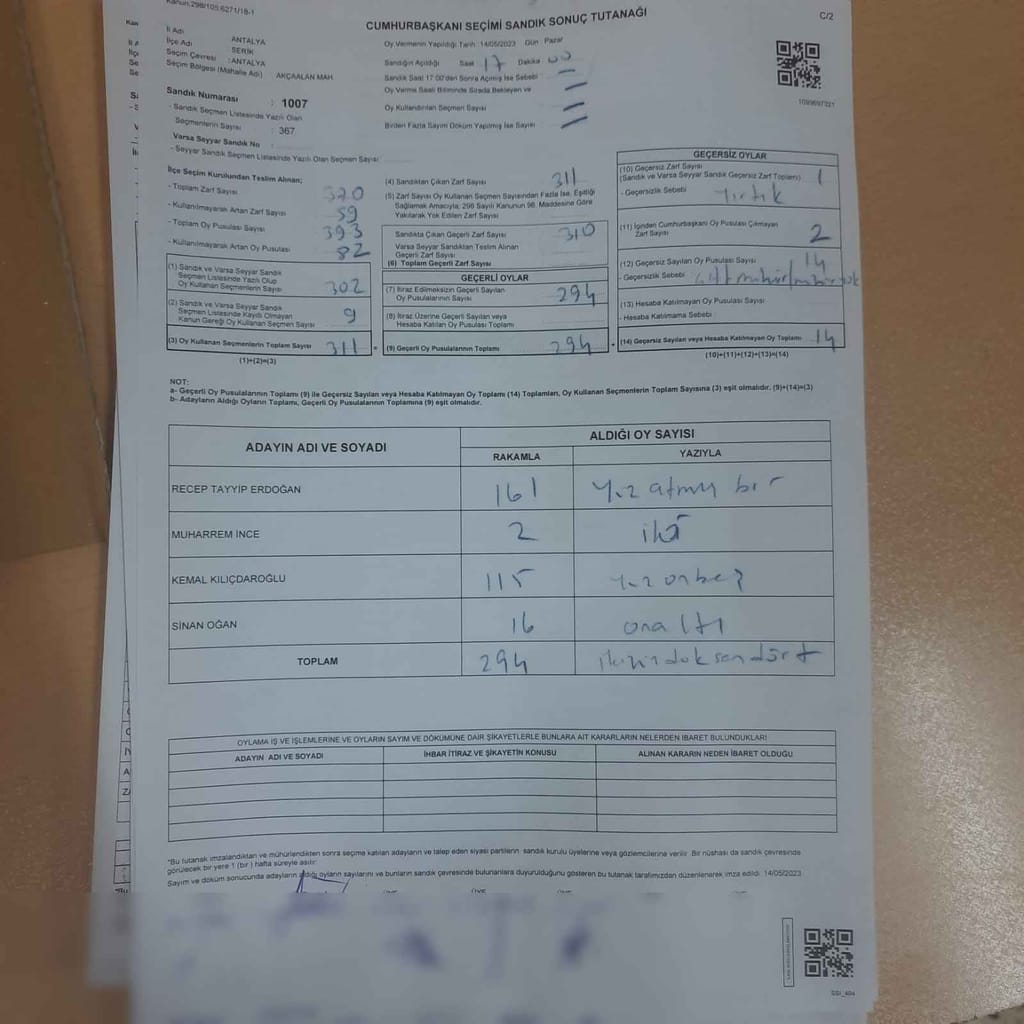 Kanun.298/105.6271/18-1
C/2
CUMHURBAŞKANI SEÇİMİ SANDIK SONUÇ TUTANAĞI
İl Adı ANTALYA
İlçe Adı SERİK
Seçim Çevresi : ANTALYA
Seçim Bölgesi (Mahalle Adı) AKÇAALAN MAH.
Oy Vermenin Yapıldığı Tarih :14/05/2023 Gün : Pazar
Sandığın Açıldığı Saat 17 Dakika 00
Sandık Saat 17:00'den Sonra Açılmış İse Sebebi
Oy Verme Saati Bitiminde Sırada Bekleyen ve
Oy Kullandırılan Seçmen Sayısı
Birden Fazla Sayım Döküm Yapılmış İse Sayısı
Sandık Numarası : 1007
- Sandık Seçmen Listesinde Yazılı Olan
Seçmenlerin Sayısı : 367
Varsa Seyyar Sandık No :
- Seyyar Sandık Seçmen Listesinde Yazılı Olan Seçmen Sayısı
İlçe Seçim Kurulundan Teslim Alınan;
- Toplam Zarf Sayısı 370
- Kullanılmayarak Artan Zarf Sayısı 59
- Toplam Oy Pusulası Sayısı 393
- Kullanılmayarak Artan Oy Pusulası 82
(1) Sandık ve Varsa Seyyar Sandık
Seçmen Listesinde Yazılı Olup
Oy Kullanan Seçmenlerin Sayısı 302
(2) Sandık ve Varsa Seyyar Sandık
Seçmen Listesinde Kayıtlı Olmayan
Kanun Gereği Oy Kullanan Seçmen Sayısı 9
(3) Oy Kullanan Seçmenlerin Toplam Sayısı 311
(1)+(2)=(3)
(4) Sandıktan Çıkan Zarf Sayısı 311
(5) Zarf Sayısı Oy Kullanan Seçmen Sayısından Fazla İse, Eşitliği
Sağlamak Amacıyla; 298 Sayılı Kanunun 98. Maddesine Göre
Yakılarak Yok Edilen Zarf Sayısı
Sandıkta Çıkan Geçerli Zarf Sayısı 310
Varsa Seyyar Sandıktan Teslim Alınan
Geçerli Zarf Sayısı
(6) Toplam Geçerli Zarf Sayısı
GEÇERLİ OYLAR
(7) İtiraz Edilmeksizin Geçerli Sayılan
Oy Pusulalarının Sayısı 294
(8) İtiraz Üzerine Geçerli Sayılan veya
Hesaba Katılan Oy Pusulası Toplamı
= (9) Geçerli Oy Pusulalarının Toplamı 294 +
GEÇERSİZ OYLAR
(10) Geçersiz Zarf Sayısı
(Sandık ve Varsa Seyyar Sandık Geçersiz Zarf Toplamı) 1
- Geçersizlik Sebebi Yırtık
(11) İçinden Cumhurbaşkanı Oy Pusulası Çıkmayan
Zarf Sayısı 2
(12) Geçersiz Sayılan Oy Pusulası Sayısı 14
- Geçersizlik Sebebi çift mühür/mühür yok
(13) Hesaba Katılmayan Oy Pusulası Sayısı
- Hesaba Katılmama Sebebi
(14) Geçersiz Sayılan veya Hesaba Katılmayan Oy Toplamı 14
(10)+(11)+(12)+(13)=(14)
NOT:
a- Geçerli Oy Pusulalarının Toplamı (9) ile Geçersiz Sayılan veya Hesaba Katılmayan Oy Toplamı (14) Toplamları, Oy Kullanan Seçmenlerin Toplam Sayısına (3) eşit olmalıdır. (9)+(14)=(3)
b- Adayların Aldığı Oyların Toplamı, Geçerli Oy Pusulalarının Toplamına (9) eşit olmalıdır.
ADAYIN ADI VE SOYADI ALDIĞI OY SAYISI
RAKAMLA YAZIYLA
RECEP TAYYİP ERDOĞAN 161 Yüz atmış bir
MUHARREM İNCE 2 iki
KEMAL KILIÇDAROĞLU 115 Yüz onbeş
SİNAN OĞAN 16 onaltı
TOPLAM 294 ikiyüzdoksandört
OYLAMA İŞ VE İŞLEMLERİNE VE OYLARIN SAYIM VE DÖKÜMÜNE DAİR ŞİKAYETLERLE BUNLARA AİT KARARLARIN NELERDEN İBARET BULUNDUKLARI
ADAYIN ADI VE SOYADI İHBAR İTİRAZ VE ŞİKAYETİN KONUSU ALINAN KARARIN NEDEN İBARET OLDUĞU
*Bu tutanak imzalandıktan ve mühürlendikten sonra seçime katılan adayların ve talep eden siyasi partilerin sandık kurulu üyelerine veya gözlemcilerine verilir. Bir nüshası da sandık çevresinde
görülecek bir yere 1 (bir) hafta süreyle asılır.
Sayım ve döküm sonucunda adayların aldığı oyların sayılarını ve bunların sandık çevresinde bulunanlara duyurulduğunu gösteren bu tutanak tarafımızdan düzenlenerek imza edildi. 14/05/2023